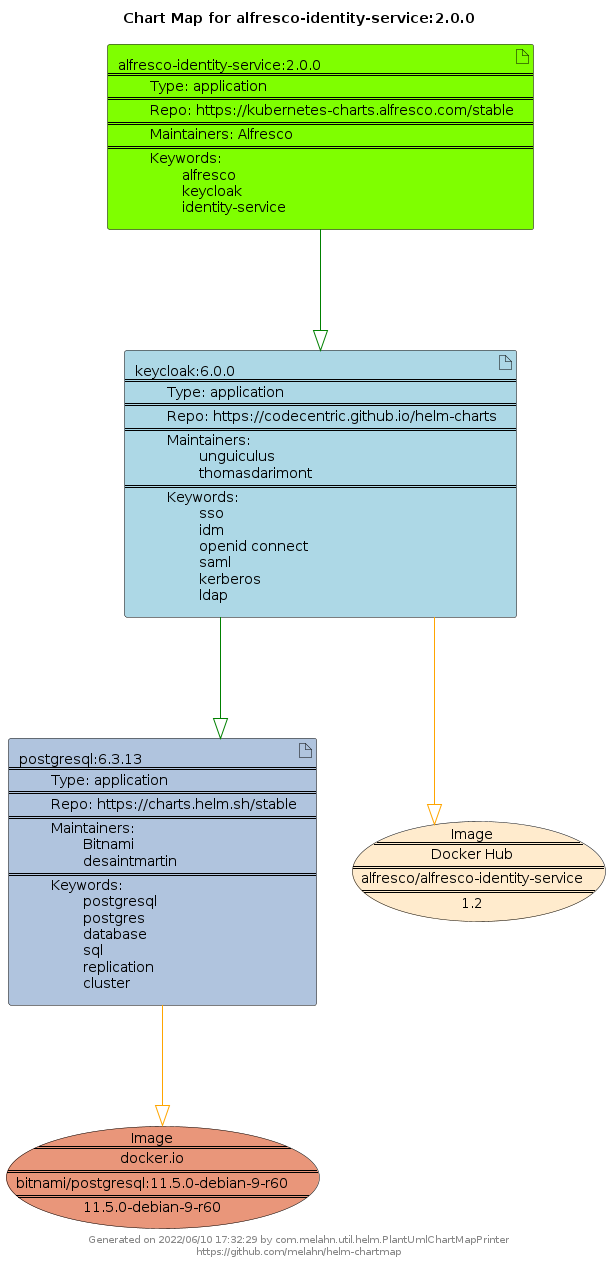 Chart Map for alfresco-identity-service:2.0.0
alfresco-identity-service:2.0.0
Type: application
Repo: https://kubernetes-charts.alfresco.com/stable
Maintainers: Alfresco
Keywords:
alfresco
keycloak
identity-service
keycloak:6.0.0
Type: application
Repo: https://codecentric.github.io/helm-charts
Maintainers:
unguiculus
thomasdarimont
Keywords:
sso
idm
openid connect
saml
kerberos
ldap
postgresql:6.3.13
Type: application
Repo: https://charts.helm.sh/stable
Maintainers:
Bitnami
desaintmartin
Keywords:
postgresql
postgres
database
sql
replication
cluster
Image
Docker Hub
alfresco/alfresco-identity-service
1.2
Image
docker.io
bitnami/postgresql:11.5.0-debian-9-r60
11.5.0-debian-9-r60
Generated on 2022/06/10 17:32:29 by com.melahn.util.helm.PlantUmlChartMapPrinter
https://github.com/melahn/helm-chartmap